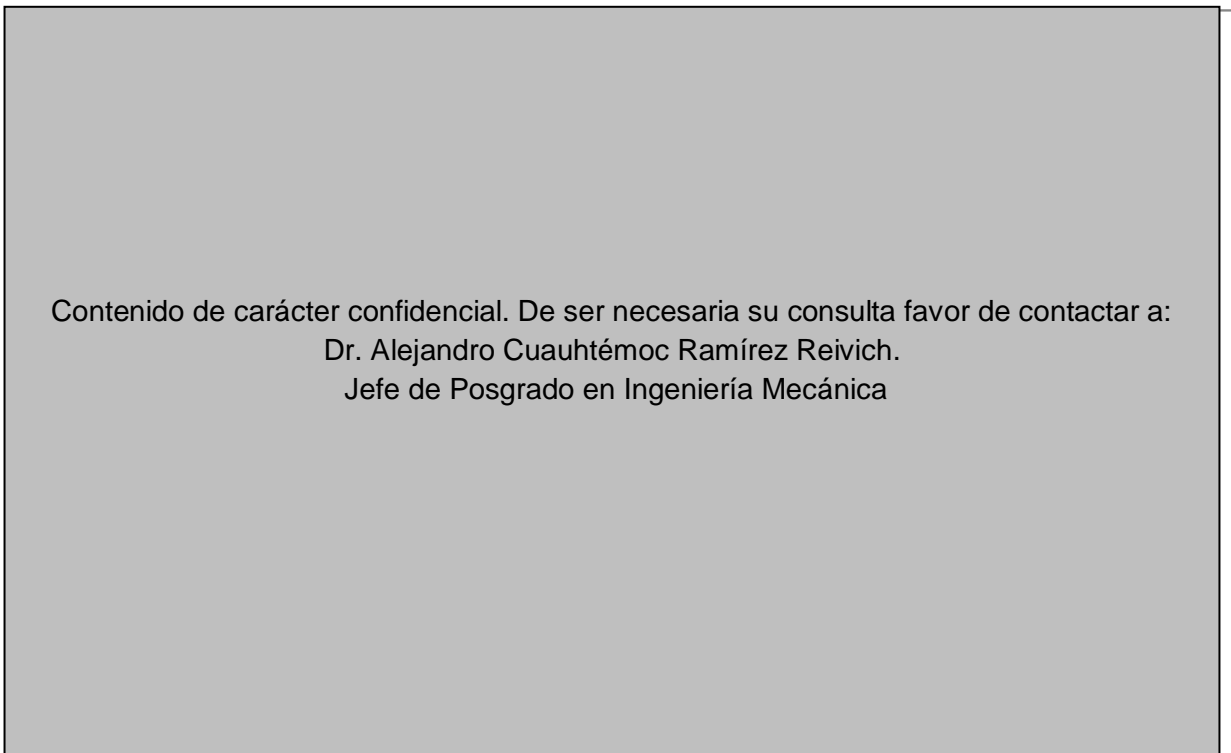 Contenido de carácter confidencial. De ser necesaria su consulta favor de contactar a:
Dr. Alejandro Cuauhtémoc Ramírez Reivich.
Jefe de Posgrado en Ingeniería Mecánica